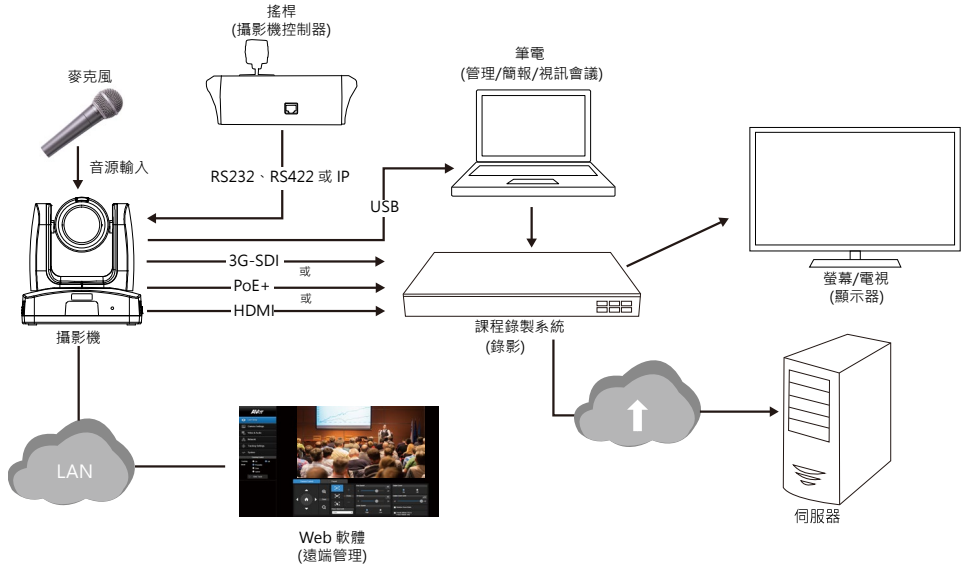 搖桿
(攝影機控制器)
筆電
(管理/簡報/視訊會議)
麥克風
音源輸入
RS232、RS422 或 IP
USB
3G-SDI
或
PoE+
或
HDMI
攝影機
課程錄製系統
(錄影)
螢幕/電視
(顯示器)
LAN
AVer
Web 軟體
(遠端管理)
伺服器